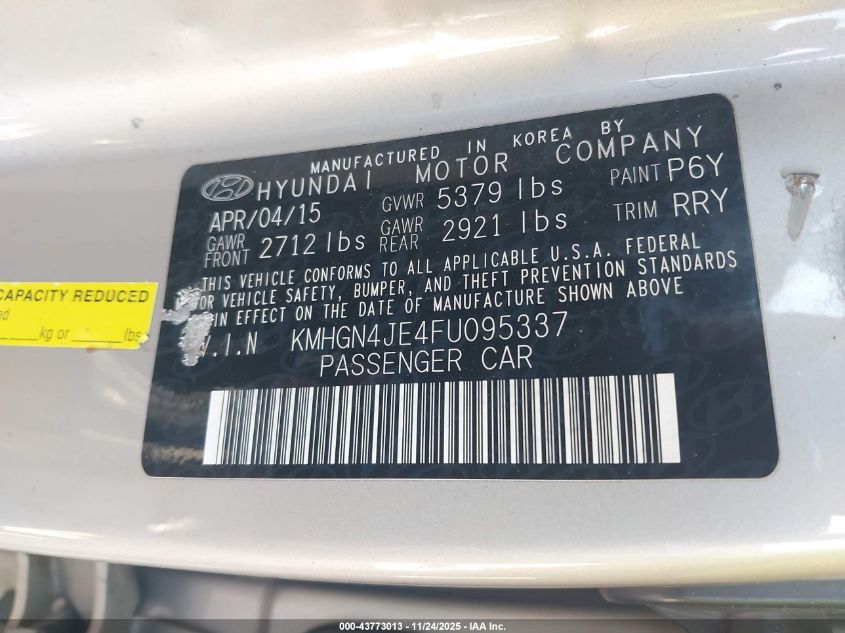 MANUFACTURED IN KOREA BY
HYUNDAI MOTOR COMPANY
APR/04/15 GVWR 5379 lbs PAINT P6Y
GAWR FRONT 2712 lbs GAWR REAR 2921 lbs TRIM RRY
THIS VEHICLE CONFORMS TO ALL APPLICABLE U.S.A. FEDERAL
OR VEHICLE SAFETY, BUMPER, AND THEFT PREVENTION STANDARDS
IN EFFECT ON THE DATE OF MANUFACTURE SHOWN ABOVE
V.I.N KMHGN4JE4FU095337
PASSENGER CAR
CAPACITY REDUCED
kg or lbs
000-43773013 - 11/24/2025 - IAA Inc.